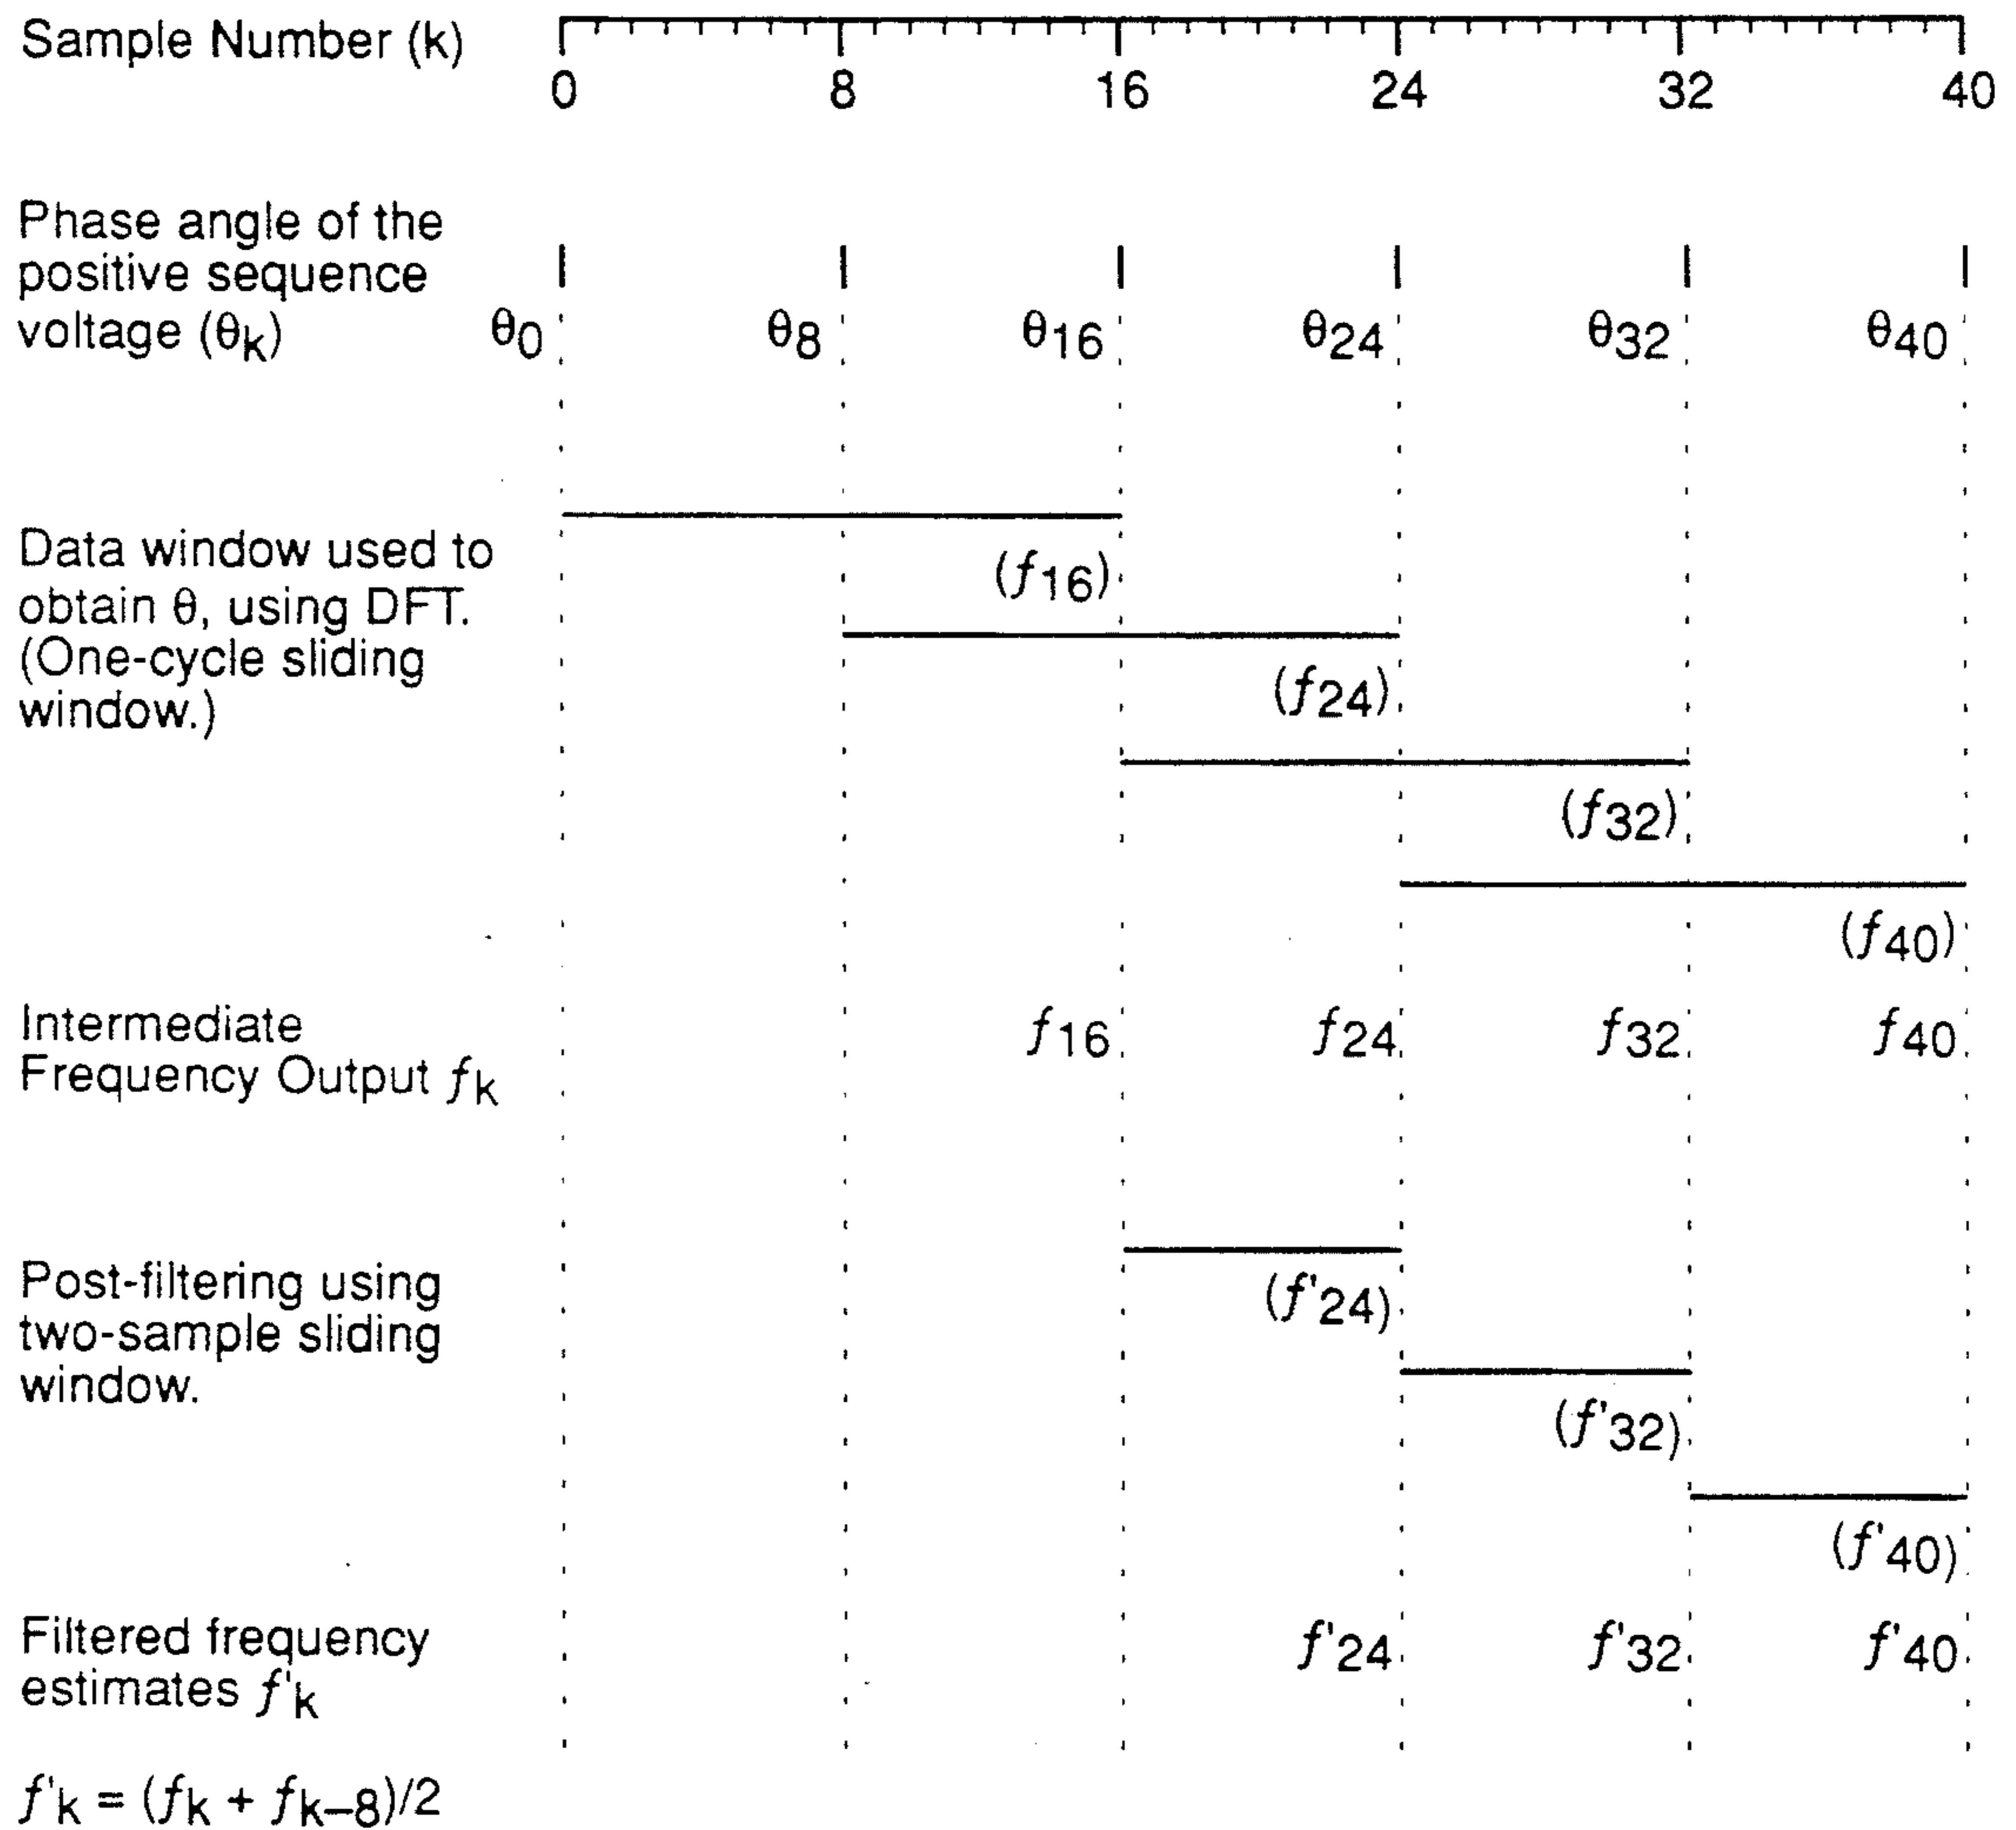 Sample Number (k)
0 8 16 24 32 40
Phase angle of the
positive sequence
voltage (θk)
θ0 θ8 θ16 θ24 θ32 θ40
Data window used to
obtain θ, using DFT.
(One-cycle sliding
window.)
(f16)
(f24)
(f32)
(f40)
Intermediate
Frequency Output fk
f16 f24 f32 f40
Post-filtering using
two-sample sliding
window.
(f'24)
(f'32)
(f'40)
Filtered frequency
estimates f'k
f'24 f'32 f'40
f'k = (fk + fk–8)/2